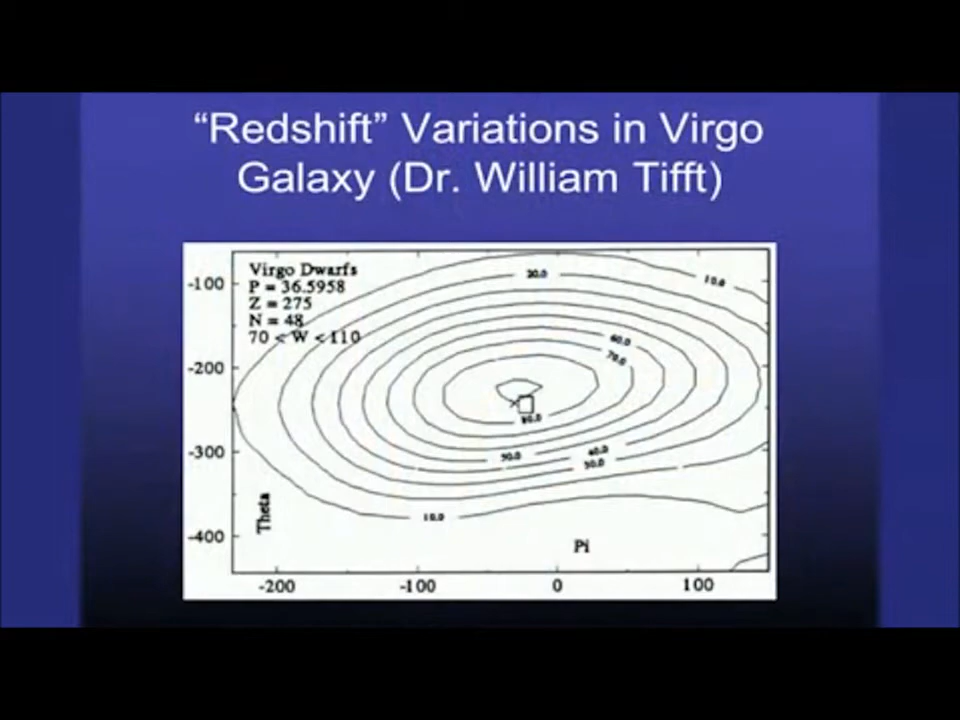 “Redshift” Variations in Virgo
Galaxy (Dr. William Tifft)
Virgo Dwarfs
P = 36.5958
Z = 275
N = 48
70 < W < 110
20.0
10.0
60.0
70.0
80.0
50.0
40.0
30.0
10.0
-100
-200
-300
-400
Theta
Pi
-200
-100
0
100